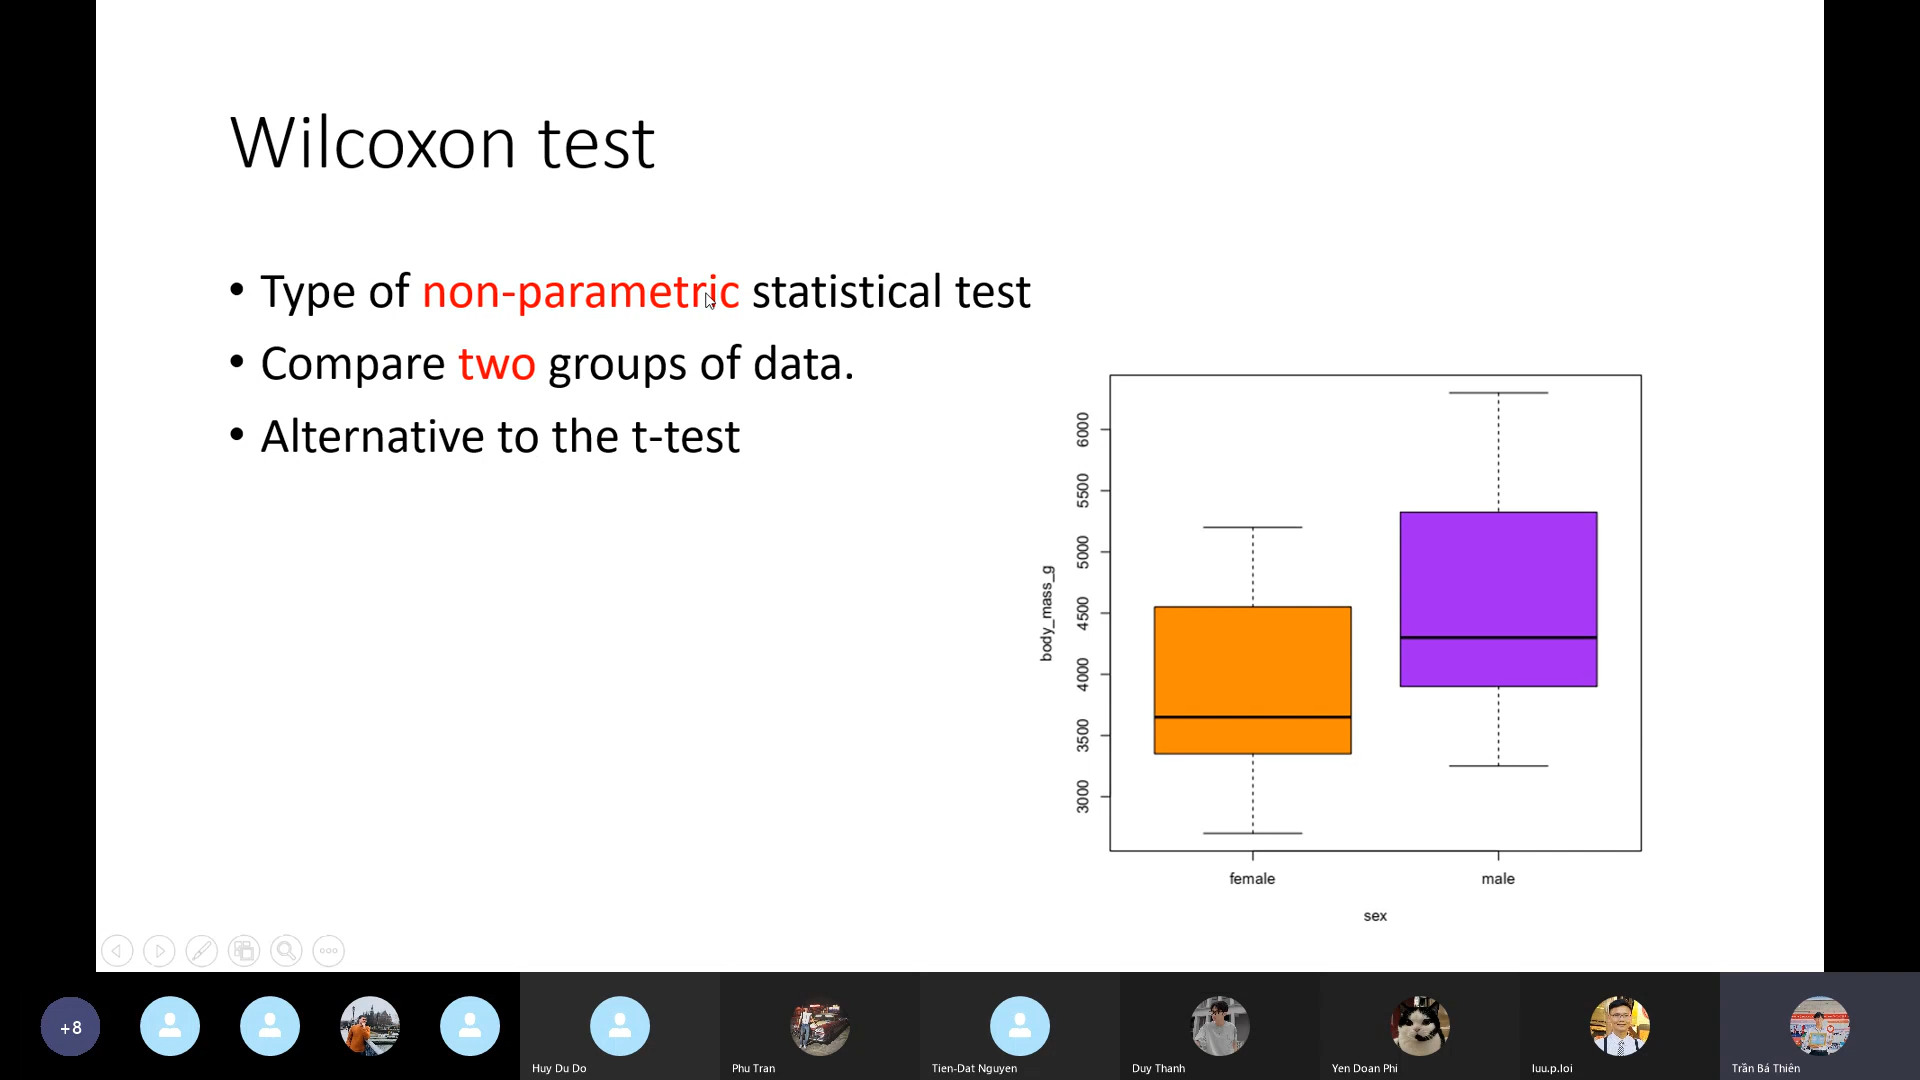 Wilcoxon test
• Type of non-parametric statistical test
• Compare two groups of data.
• Alternative to the t-test
body_mass_g
6000
5500
5000
4500
4000
3500
3000
female male
sex
+8
Huy Du Do
Phu Tran
Tien-Dat Nguyen
Duy Thanh
Yen Doan Phi
luu.p.loi
Trần Bá Thiên